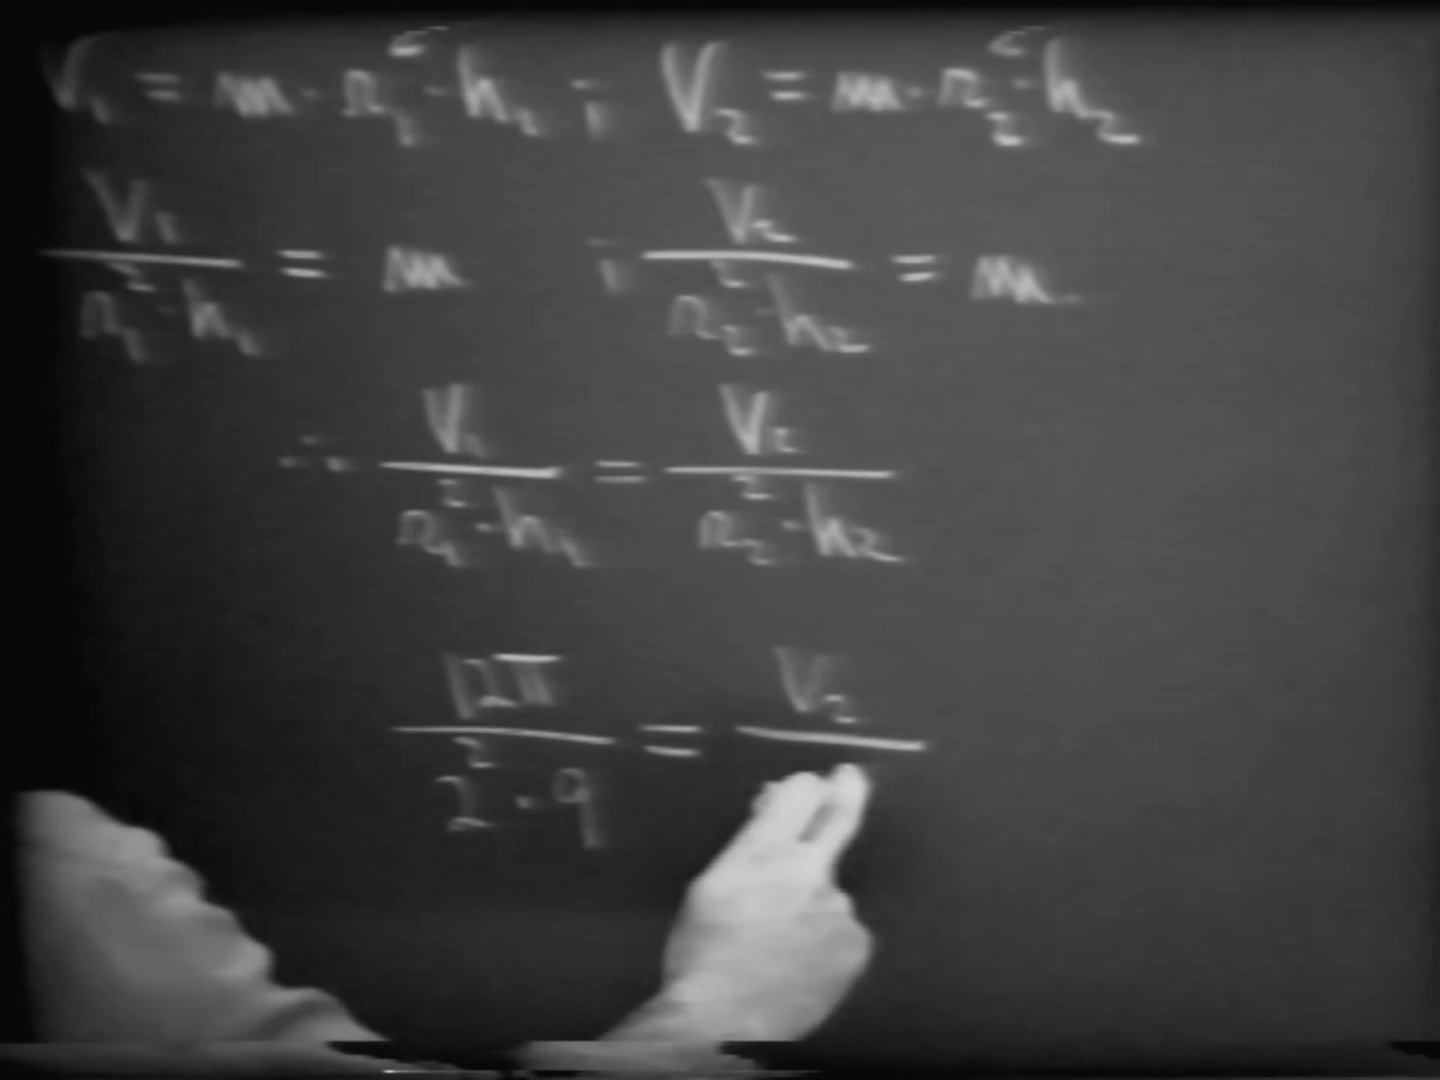 V₁ = m · r₁² · h₁ ; V₂ = m · r₂² · h₂
V₁ / r₁² · h₁ = m ; V₂ / r₂² · h₂ = m
∴ V₁ / r₁² · h₁ = V₂ / r₂² · h₂
12π / 2² · 9 = V₂